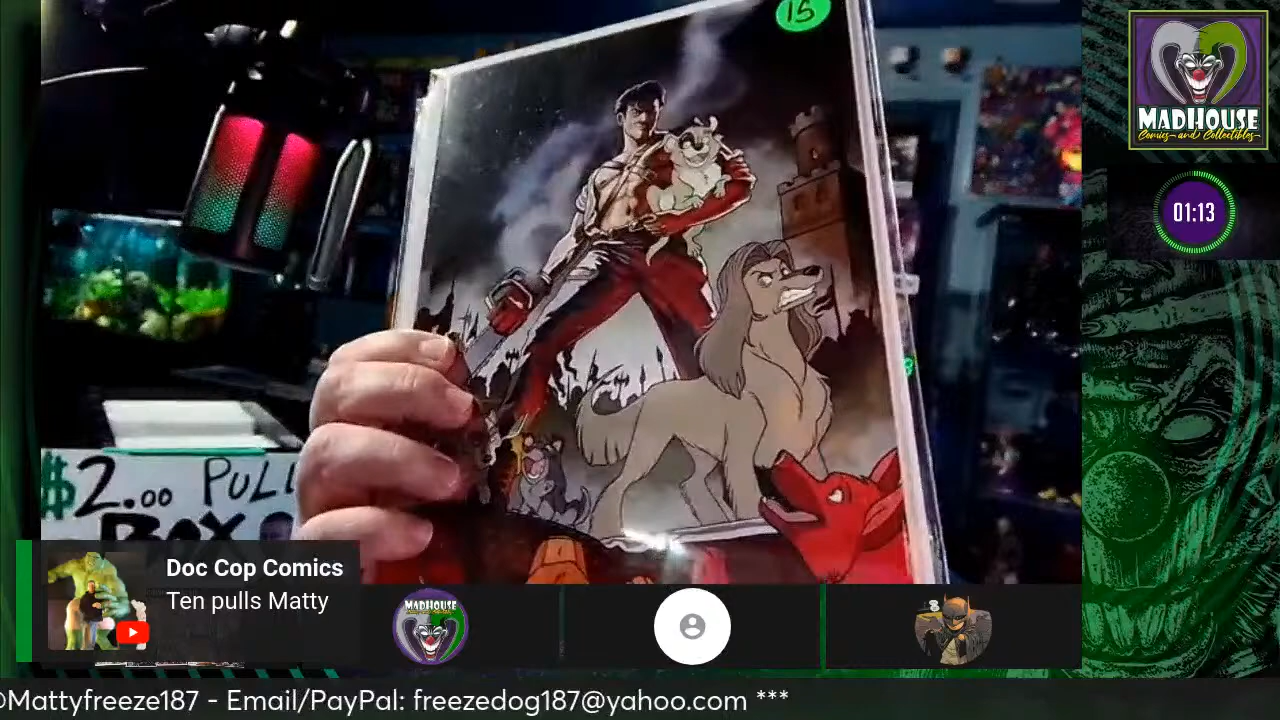 15
MADHOUSE
Comics and Collectibles
01:13
$2.00 PULL
BOX
Doc Cop Comics
Ten pulls Matty
MADHOUSE
@Mattyfreeze187 - Email/PayPal: freezedog187@yahoo.com ***